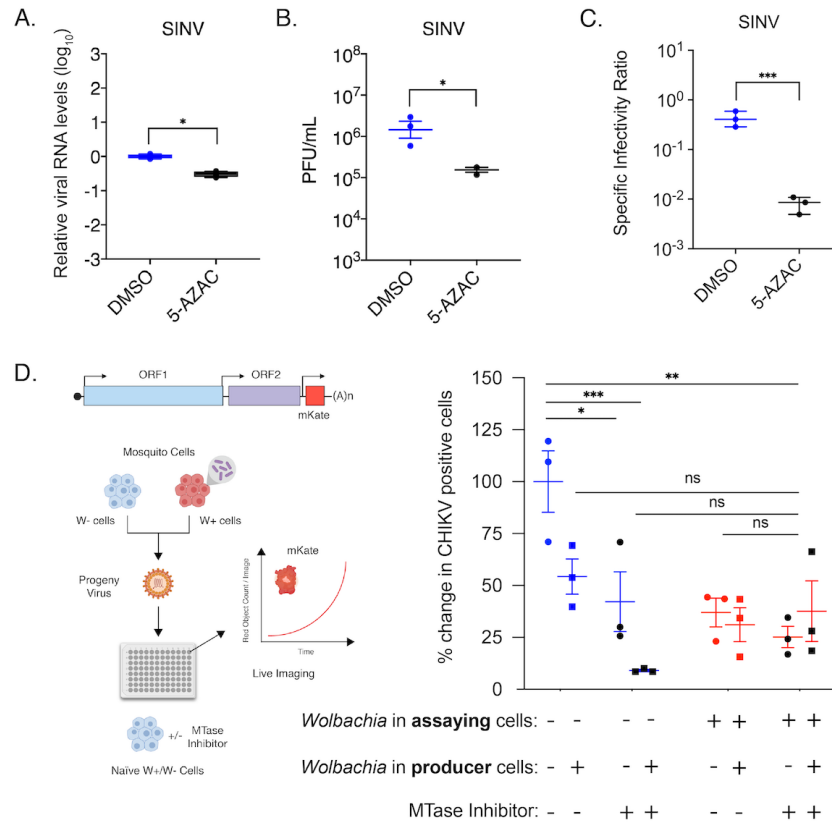 A.
SINV
Relative viral RNA levels (log10)
3
2
1
0
-1
-2
-3
*
DMSO
5-AZAC
B.
SINV
PFU/mL
10^8
10^7
10^6
10^5
10^4
10^3
*
DMSO
5-AZAC
C.
SINV
Specific Infectivity Ratio
10^1
10^0
10^-1
10^-2
10^-3
***
DMSO
5-AZAC
D.
ORF1
ORF2
(A)n
mKate
Mosquito Cells
W- cells
W+ cells
Progeny
Virus
mKate
Red Object Count / Image
Time
Live Imaging
+/- MTase
Inhibitor
Naïve W+/W- Cells
% change in CHIKV positive cells
150
125
100
75
50
25
0
**
***
*
ns
ns
ns
Wolbachia in assaying cells: - - - - + + + +
Wolbachia in producer cells: - + - + - + - +
MTase Inhibitor: - - + + - - + +